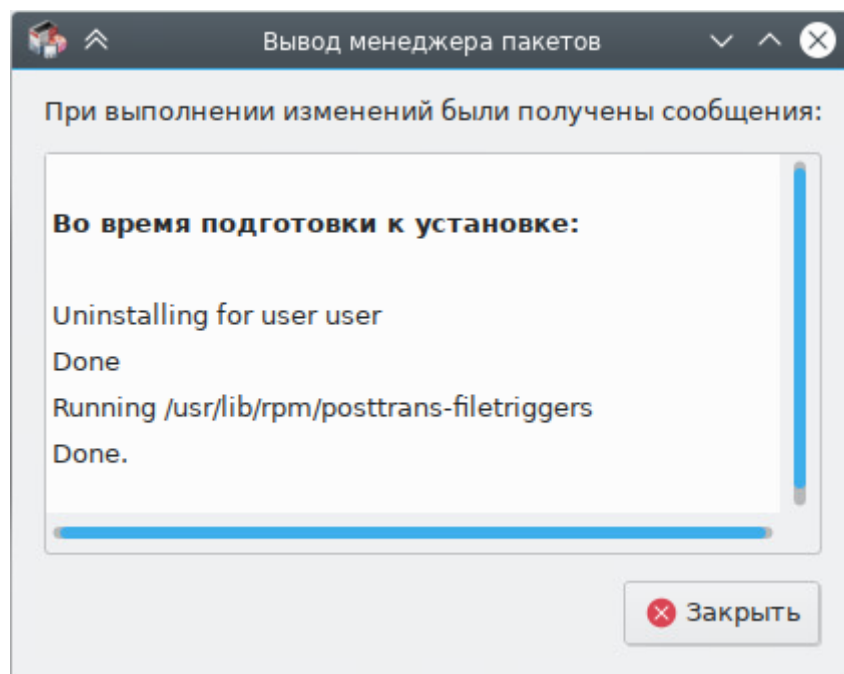 Вывод менеджера пакетов
При выполнении изменений были получены сообщения:
Во время подготовки к установке:
Uninstalling for user user
Done
Running /usr/lib/rpm/posttrans-filetriggers
Done.
Закрыть